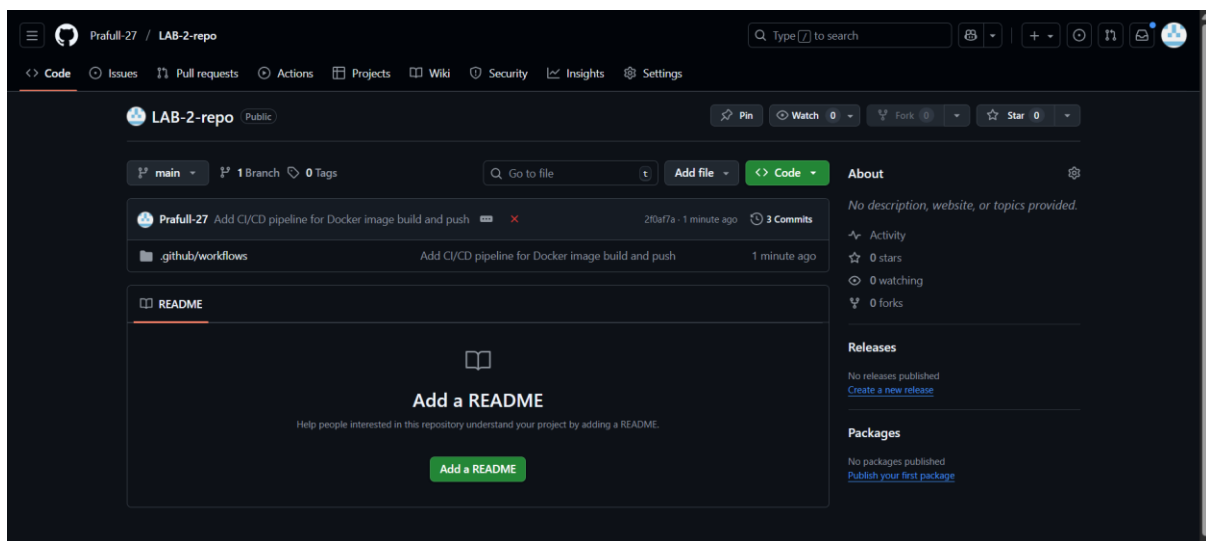 Prafull-27 / LAB-2-repo
Type / to search
Code Issues Pull requests Actions Projects Wiki Security Insights Settings
LAB-2-repo Public
Pin Watch 0 Fork 0 Star 0
main 1 Branch 0 Tags
Go to file t Add file Code
Prafull-27 Add CI/CD pipeline for Docker image build and push 2f0af7a · 1 minute ago 3 Commits
.github/workflows Add CI/CD pipeline for Docker image build and push 1 minute ago
README
Add a README
Help people interested in this repository understand your project by adding a README.
Add a README
About
No description, website, or topics provided.
Activity
0 stars
0 watching
0 forks
Releases
No releases published
Create a new release
Packages
No packages published
Publish your first package